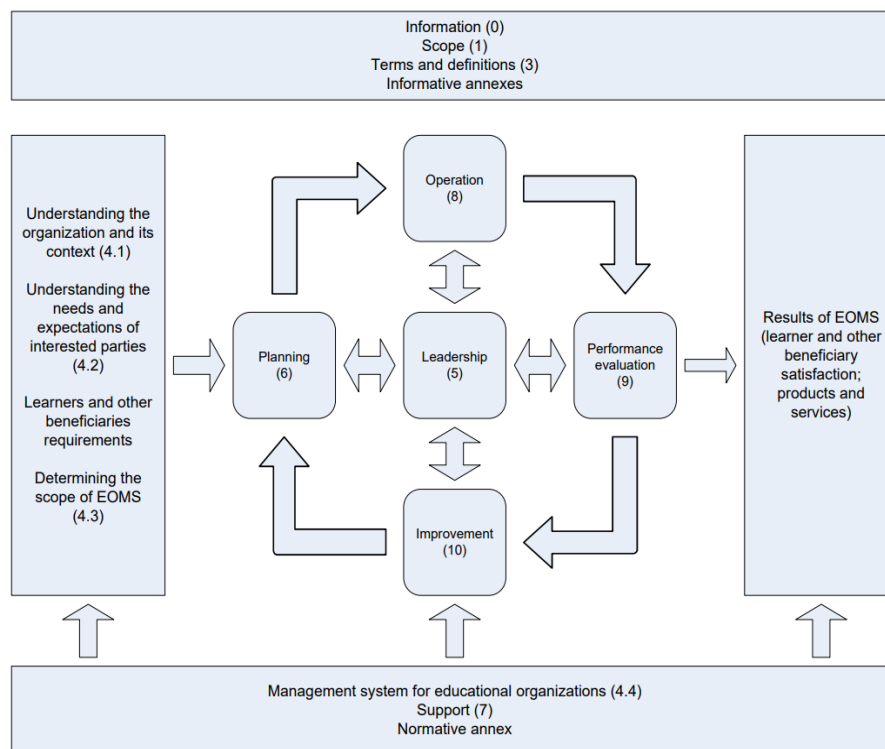 Information (0)
Scope (1)
Terms and definitions (3)
Informative annexes
Understanding the
organization and its
context (4.1)
Understanding the
needs and
expectations of
interested parties
(4.2)
Learners and other
beneficiaries
requirements
Determining the
scope of EOMS
(4.3)
Operation
(8)
Planning
(6)
Leadership
(5)
Performance
evaluation
(9)
Improvement
(10)
Results of EOMS
(learner and other
beneficiary
satisfaction;
products and
services)
Management system for educational organizations (4.4)
Support (7)
Normative annex